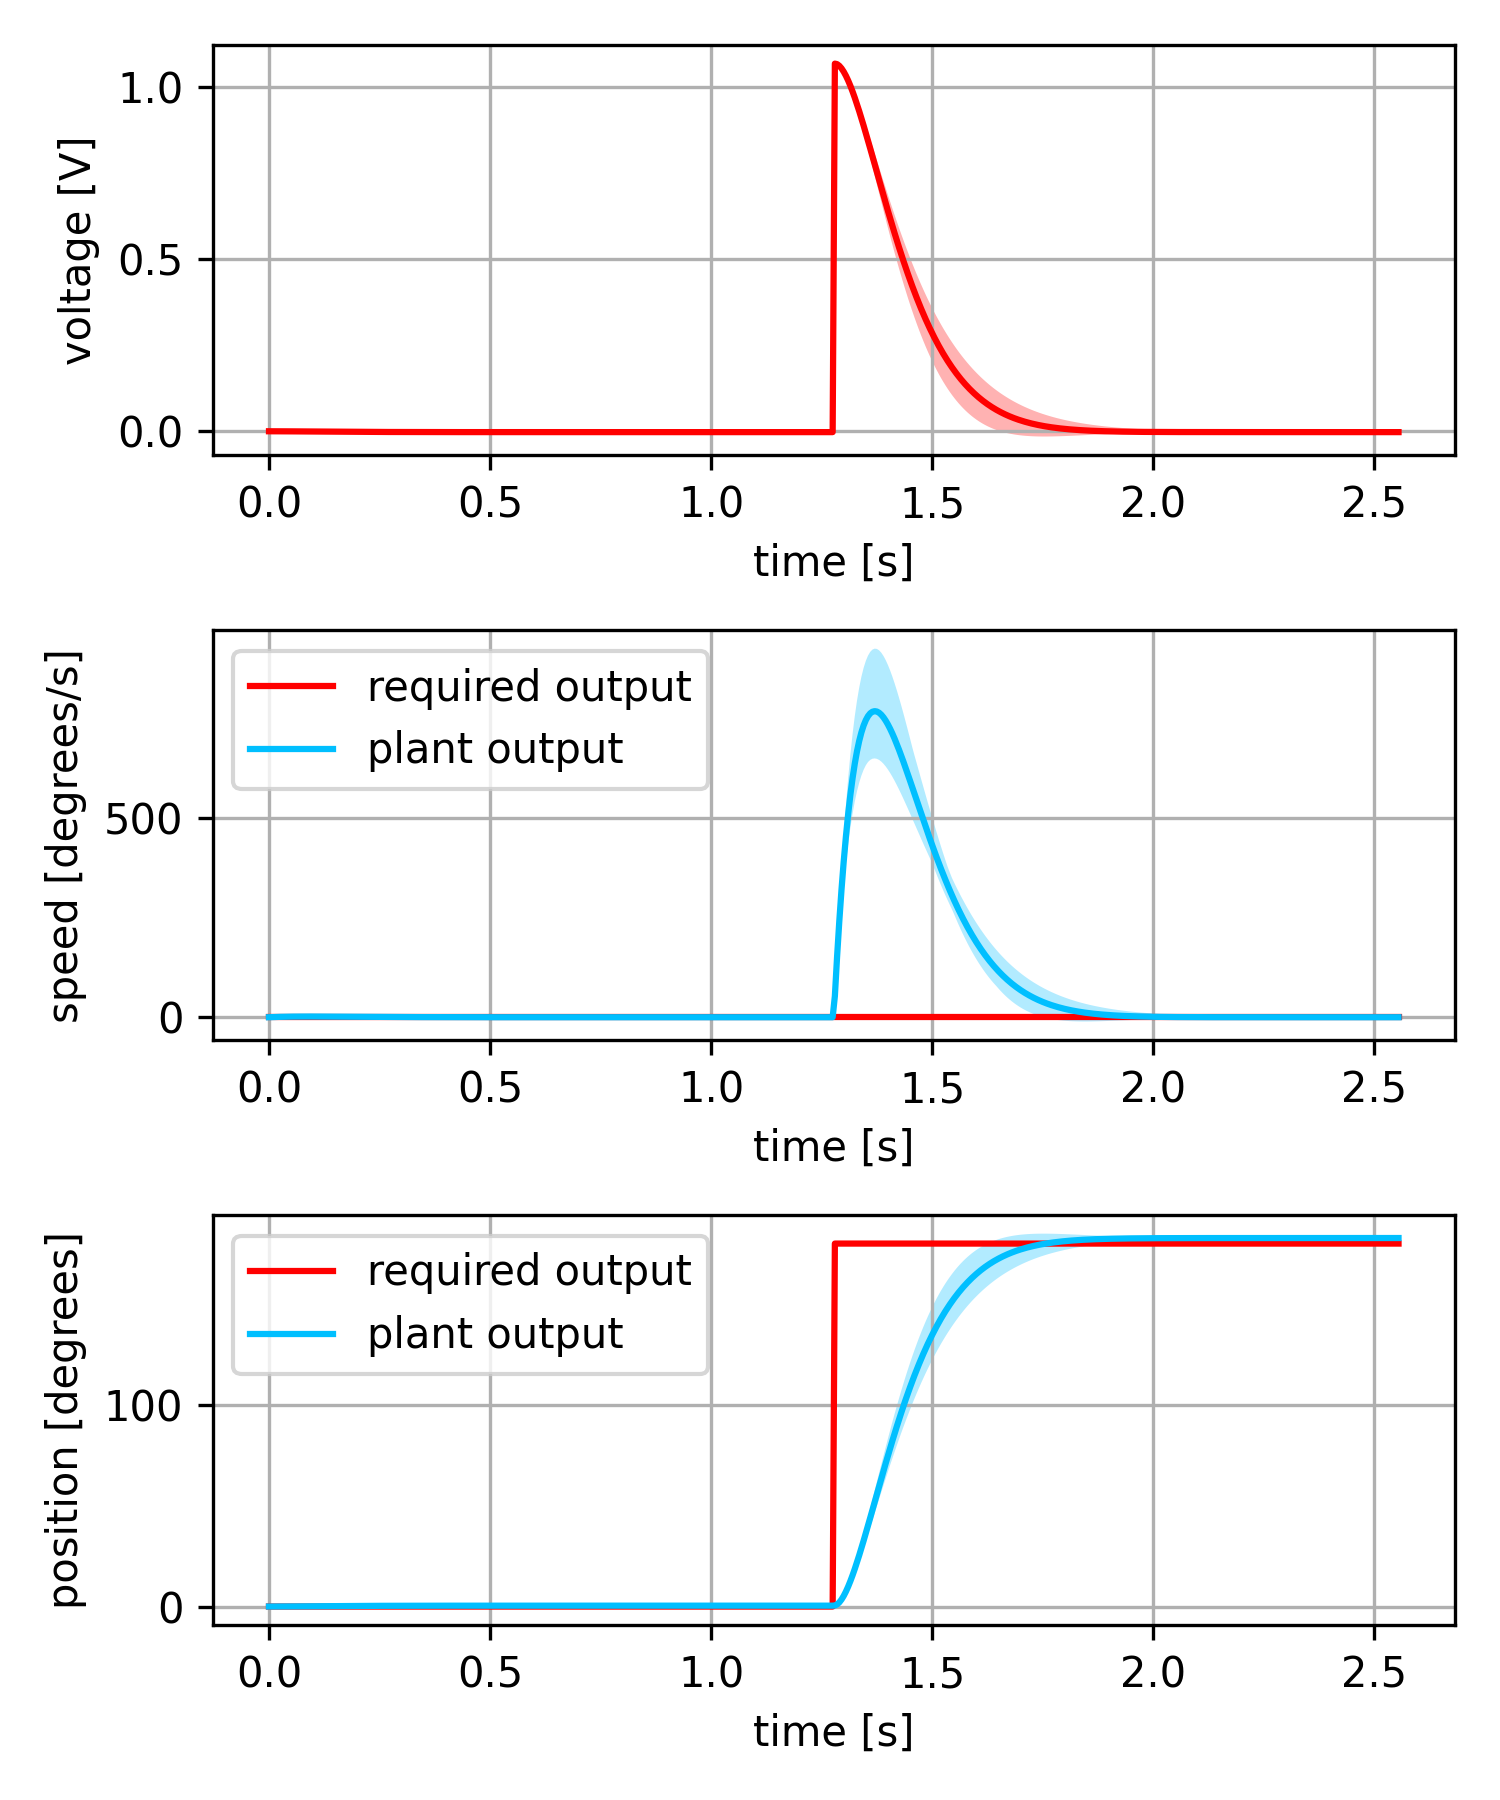 voltage [V]
1.0
0.5
0.0
0.0 0.5 1.0 1.5 2.0 2.5
time [s]
speed [degrees/s]
required output
plant output
500
0
0.0 0.5 1.0 1.5 2.0 2.5
time [s]
position [degrees]
required output
plant output
100
0
0.0 0.5 1.0 1.5 2.0 2.5
time [s]